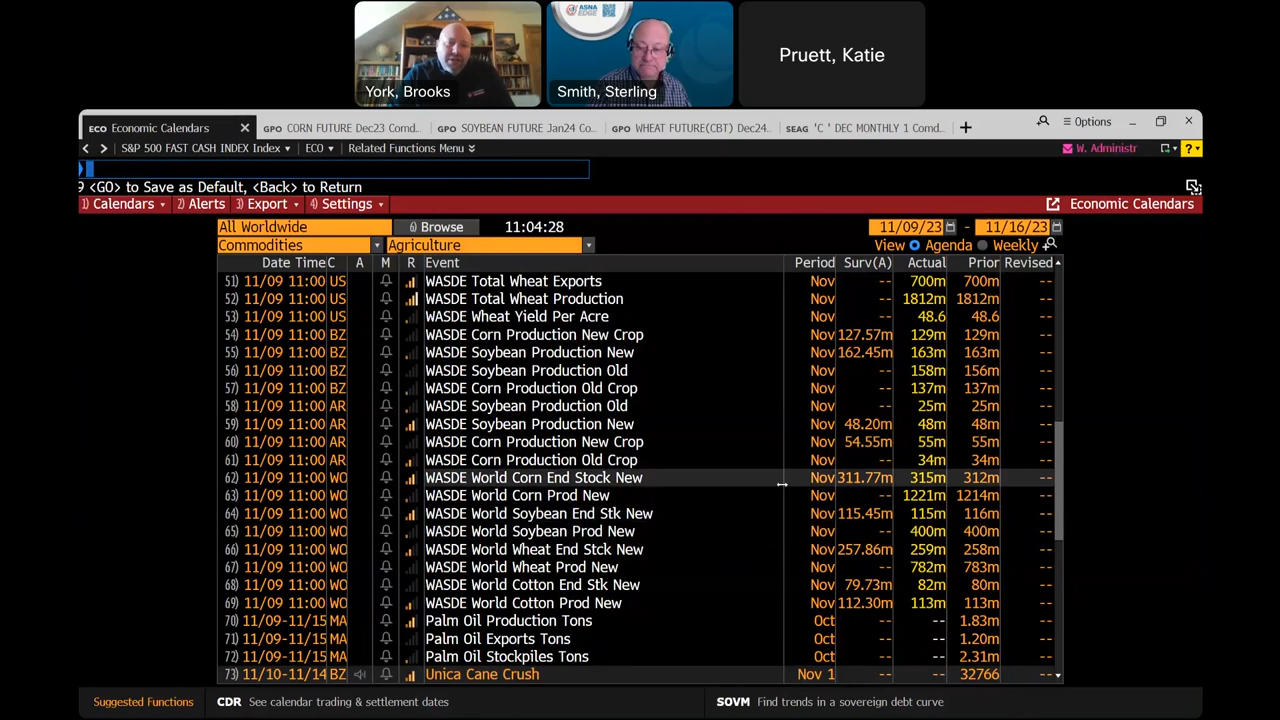 ASNA
EDGE
York, Brooks
Smith, Sterling
Pruett, Katie
ECO Economic Calendars ×
GPO CORN FUTURE Dec23 Comd...
GPO SOYBEAN FUTURE Jan24 Co...
GPO WHEAT FUTURE(CBT) Dec24...
SEAG 'C ' DEC MONTHLY 1 Comd...
Options
S&P 500 FAST CASH INDEX Index ECO Related Functions Menu
W. Administr
?
9 <GO> to Save as Default, <Back> to Return
1) Calendars 2) Alerts 3) Export 4) Settings Economic Calendars
All Worldwide Browse 11:04:28 11/09/23 - 11/16/23
Commodities Agriculture View Agenda Weekly
Date Time C A M R Event Period Surv(A) Actual Prior Revised
51) 11/09 11:00 US WASDE Total Wheat Exports Nov -- 700m 700m --
52) 11/09 11:00 US WASDE Total Wheat Production Nov -- 1812m 1812m --
53) 11/09 11:00 US WASDE Wheat Yield Per Acre Nov -- 48.6 48.6 --
54) 11/09 11:00 BZ WASDE Corn Production New Crop Nov 127.57m 129m 129m --
55) 11/09 11:00 BZ WASDE Soybean Production New Nov 162.45m 163m 163m --
56) 11/09 11:00 BZ WASDE Soybean Production Old Nov -- 158m 156m --
57) 11/09 11:00 BZ WASDE Corn Production Old Crop Nov -- 137m 137m --
58) 11/09 11:00 AR WASDE Soybean Production Old Nov -- 25m 25m --
59) 11/09 11:00 AR WASDE Soybean Production New Nov 48.20m 48m 48m --
60) 11/09 11:00 AR WASDE Corn Production New Crop Nov 54.55m 55m 55m --
61) 11/09 11:00 AR WASDE Corn Production Old Crop Nov -- 34m 34m --
62) 11/09 11:00 WO WASDE World Corn End Stock New Nov 311.77m 315m 312m --
63) 11/09 11:00 WO WASDE World Corn Prod New Nov -- 1221m 1214m --
64) 11/09 11:00 WO WASDE World Soybean End Stk New Nov 115.45m 115m 116m --
65) 11/09 11:00 WO WASDE World Soybean Prod New Nov -- 400m 400m --
66) 11/09 11:00 WO WASDE World Wheat End Stck New Nov 257.86m 259m 258m --
67) 11/09 11:00 WO WASDE World Wheat Prod New Nov -- 782m 783m --
68) 11/09 11:00 WO WASDE World Cotton End Stk New Nov 79.73m 82m 80m --
69) 11/09 11:00 WO WASDE World Cotton Prod New Nov 112.30m 113m 113m --
70) 11/09-11/15 MA Palm Oil Production Tons Oct -- -- 1.83m --
71) 11/09-11/15 MA Palm Oil Exports Tons Oct -- -- 1.20m --
72) 11/09-11/15 MA Palm Oil Stockpiles Tons Oct -- -- 2.31m --
73) 11/10-11/14 BZ Unica Cane Crush Nov 1 -- -- 32766 --
Suggested Functions CDR See calendar trading & settlement dates SOVM Find trends in a sovereign debt curve